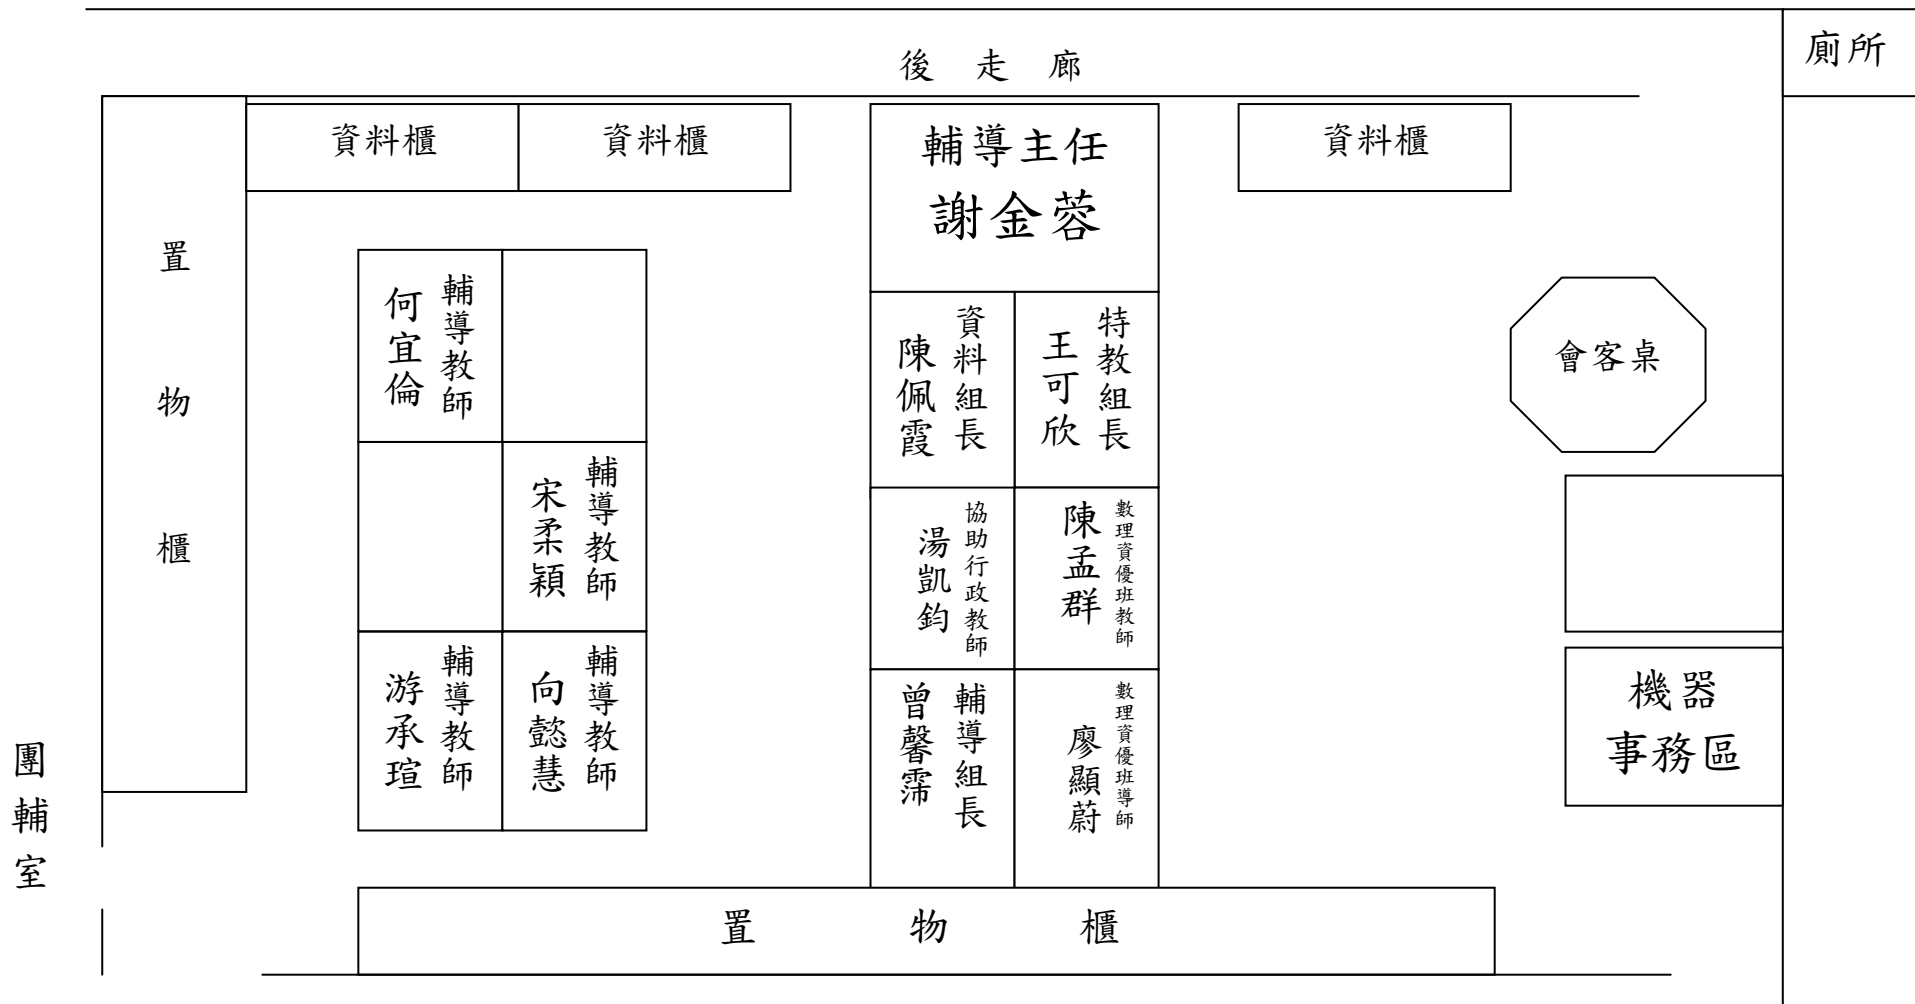 後走廊
廁所
資料櫃
資料櫃
輔導主任
謝金蓉
資料櫃
置物櫃
輔導教師
何宜倫
資料組長
陳佩霞
特教組長
王可欣
會客桌
輔導教師
宋柔穎
協助行政教師
湯凱鈞
數理資優班教師
陳孟群
輔導教師
游承瑄
輔導教師
向懿慧
輔導組長
曾馨霈
數理資優班導師
廖顯蔚
機器
事務區
團輔室
置物櫃